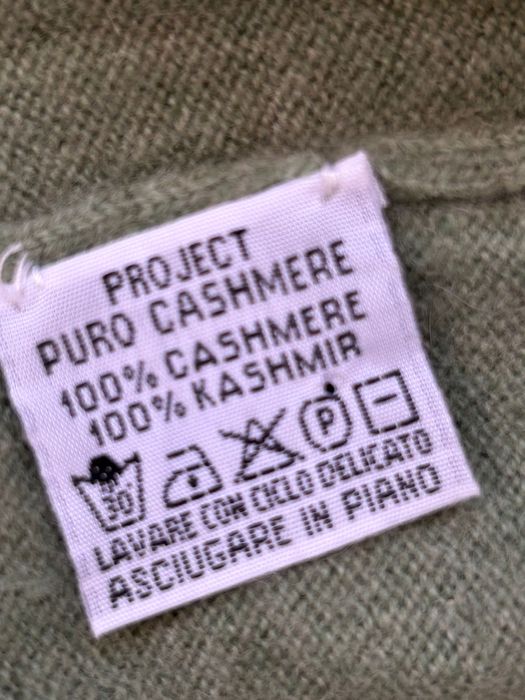 PROJECT
PURO CASHMERE
100% CASHMERE
100% KASHMIR
30 P
LAVARE CON CICLO DELICATO
ASCIUGARE IN PIANO